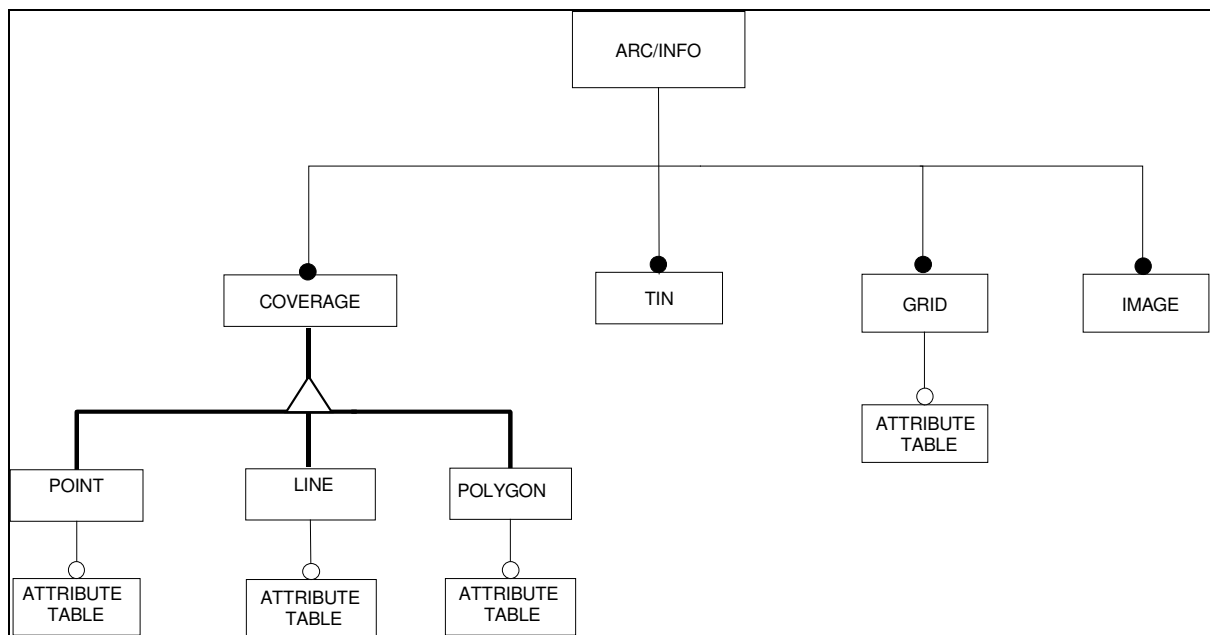 ARC/INFO
COVERAGE
TIN
GRID
IMAGE
ATTRIBUTE
TABLE
POINT
LINE
POLYGON
ATTRIBUTE
TABLE
ATTRIBUTE
TABLE
ATTRIBUTE
TABLE